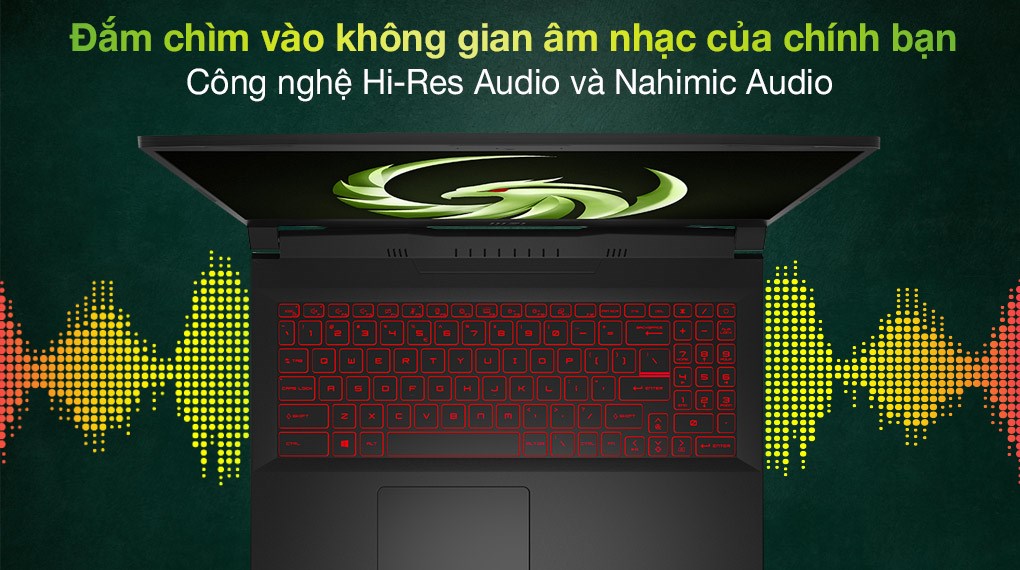 Đắm chìm vào không gian âm nhạc của chính bạn
Công nghệ Hi-Res Audio và Nahimic Audio
Q W E R T Y U I O P
A S D F G H J K L
Z X C V B N M